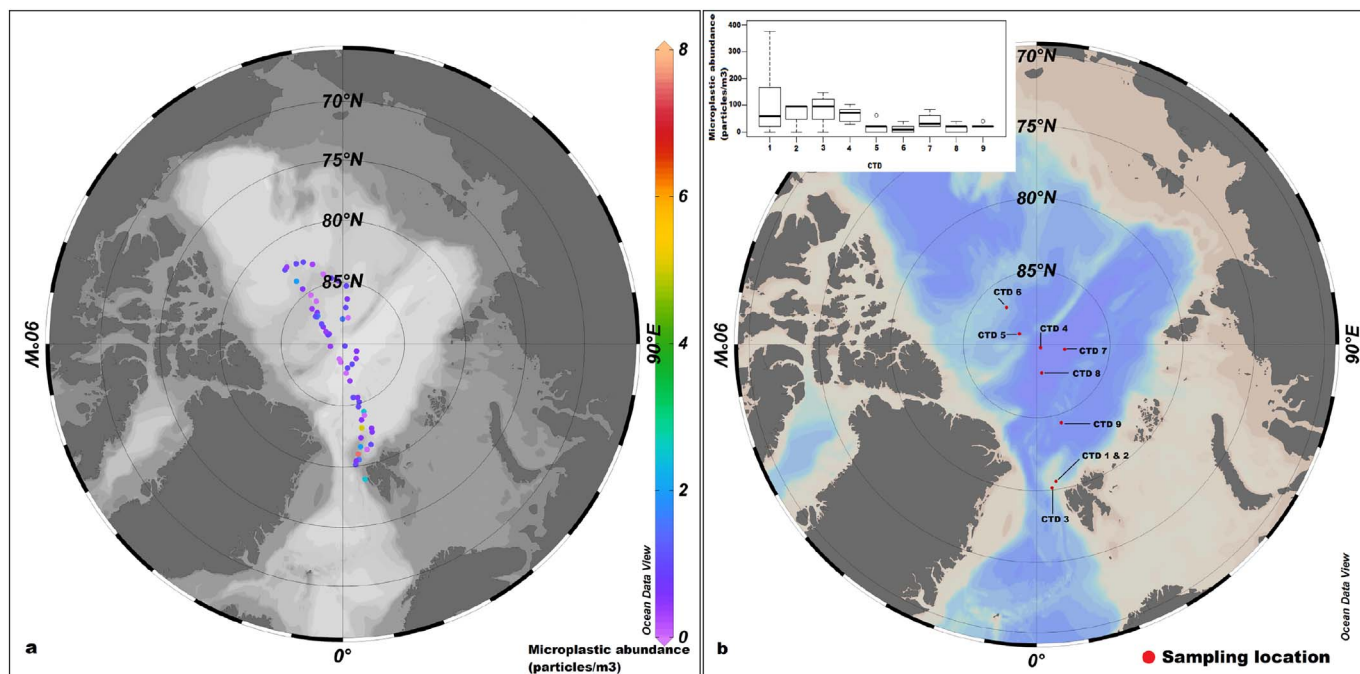 8
6
4
2
0
70°N
75°N
80°N
85°N
90°W
90°E
0°
Ocean Data View
a
Microplastic abundance
(particles/m3)
Microplastic abundance
(particles/m3)
400
300
200
100
0
1 2 3 4 5 6 7 8 9
CTD
70°N
75°N
80°N
85°N
CTD 6
CTD 5
CTD 4
CTD 7
CTD 8
CTD 9
CTD 1 & 2
CTD 3
90°W
90°E
0°
Ocean Data View
b
Sampling location